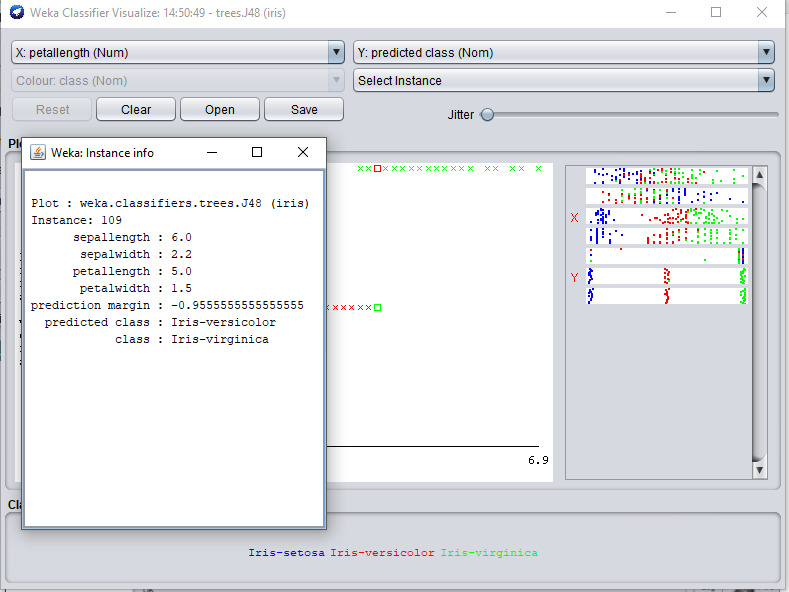 Weka Classifier Visualize: 14:50:49 - trees.J48 (iris)
X: petallength (Num)
Y: predicted class (Nom)
Colour: class (Nom)
Select Instance
Reset
Clear
Open
Save
Jitter
Weka: Instance info
Plot : weka.classifiers.trees.J48 (iris)
Instance: 109
sepallength : 6.0
sepalwidth : 2.2
petallength : 5.0
petalwidth : 1.5
prediction margin : -0.9555555555555555
predicted class : Iris-versicolor
class : Iris-virginica
X
Y
6.9
Iris-setosa Iris-versicolor Iris-virginica